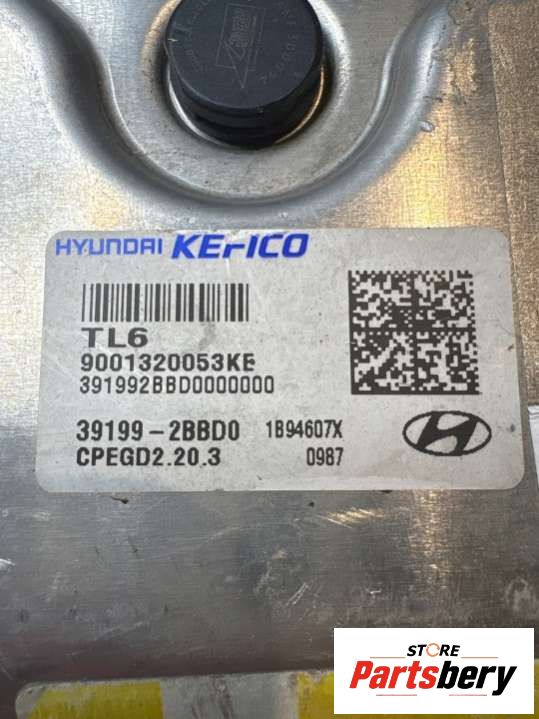 HYUNDAI KEFICO
TL6
9001320053KE
391992BBD0000000
39199-2BBD0 1B94607X
CPEGD2.20.3 0987
STORE
Partsbery